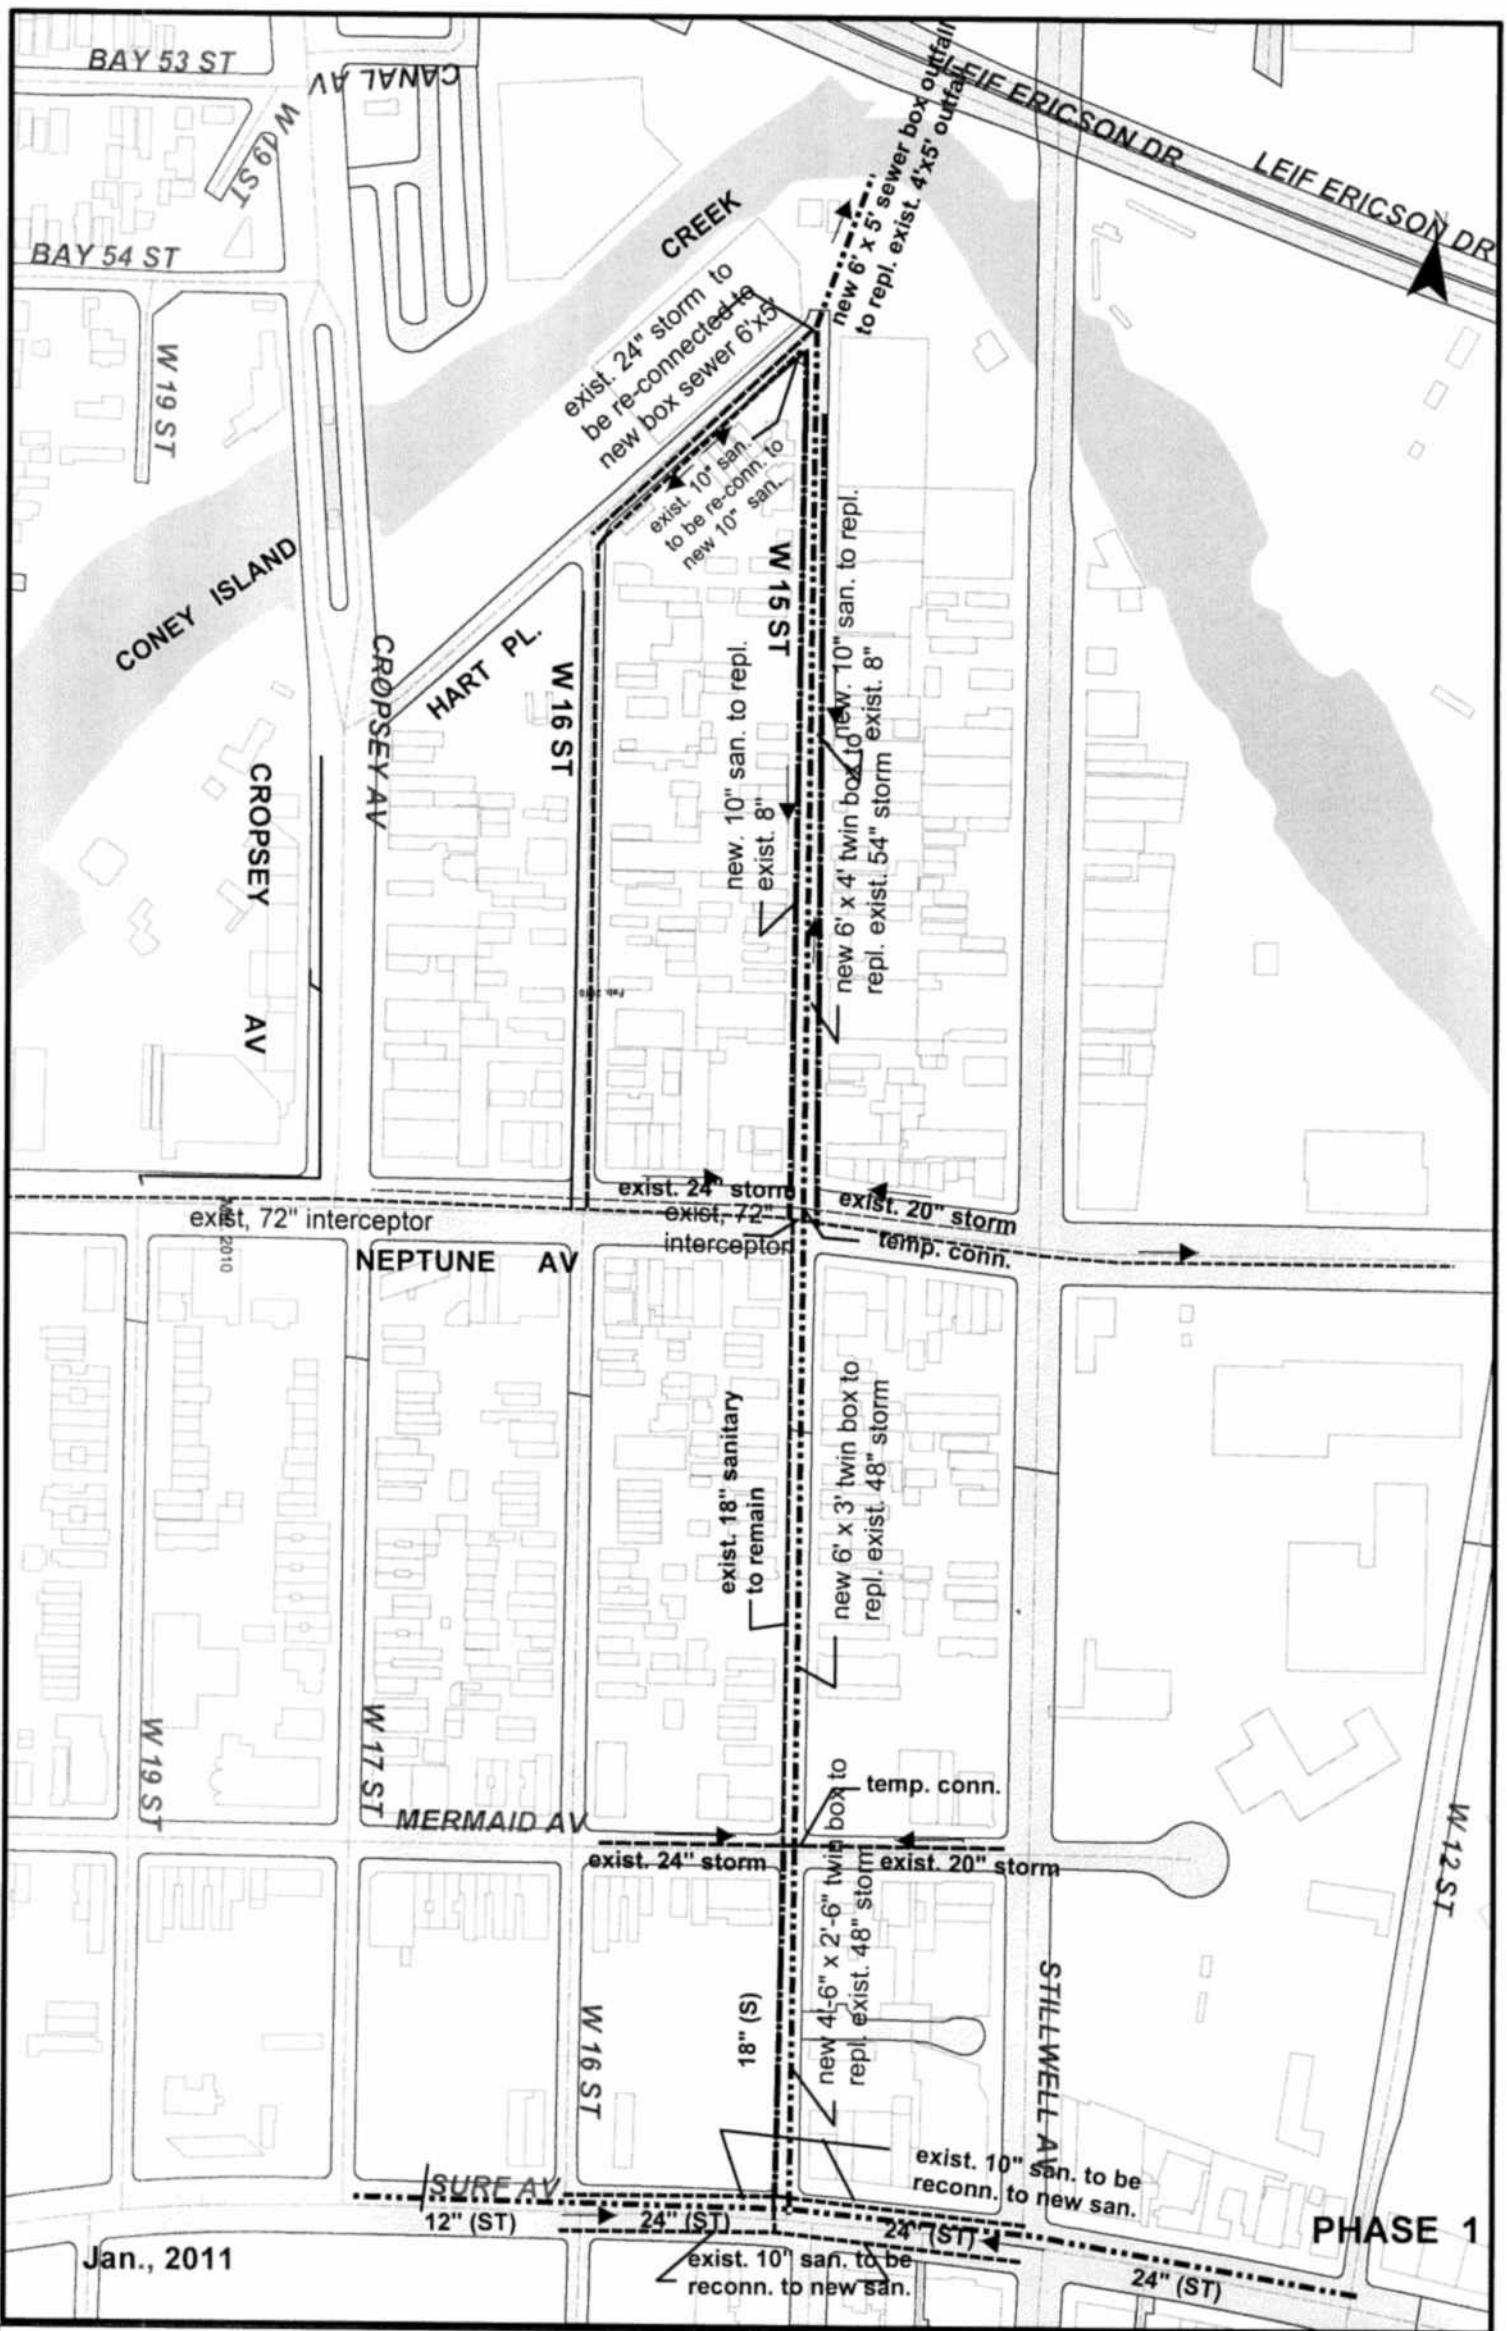 BAY 53 ST
CANAL AV
W 19 ST
BAY 54 ST
W 19 ST
CREEK
CONEY ISLAND
LEIF ERICSON DR
LEIF ERICSON DR
N
new 6' x 5' sewer box outfall
to repl. exist. 4'x5' outfall
exist. 24" storm to
be re-connected to
new box sewer 6'x5'
exist. 10" san.
to be re-conn. to
new 10" san.
W 15 ST
HART PL.
W 16 ST
CROPSEY AV
CROPSEY AV
new. 10" san. to repl.
exist. 8"
new. 10" san. to repl.
exist. 8"
new 6' x 4' twin box to
repl. exist. 54" storm
Feb. 2010
exist. 24" storm
exist, 72"
interceptor
exist. 20" storm
temp. conn.
exist, 72" interceptor
2010
NEPTUNE AV
exist. 18" sanitary
to remain
new 6' x 3' twin box to
repl. exist. 48" storm
W 19 ST
W 17 ST
MERMAID AV
temp. conn.
exist. 24" storm
exist. 20" storm
W 12 ST
new 4'-6" x 2'-6" twin box to
repl. exist. 48" storm
18" (S)
W 16 ST
STILLWELL AV
exist. 10" san. to be
reconn. to new san.
SURF AV
12" (ST)
24" (ST)
24" (ST)
24" (ST)
exist. 10" san. to be
reconn. to new san.
Jan., 2011
PHASE 1